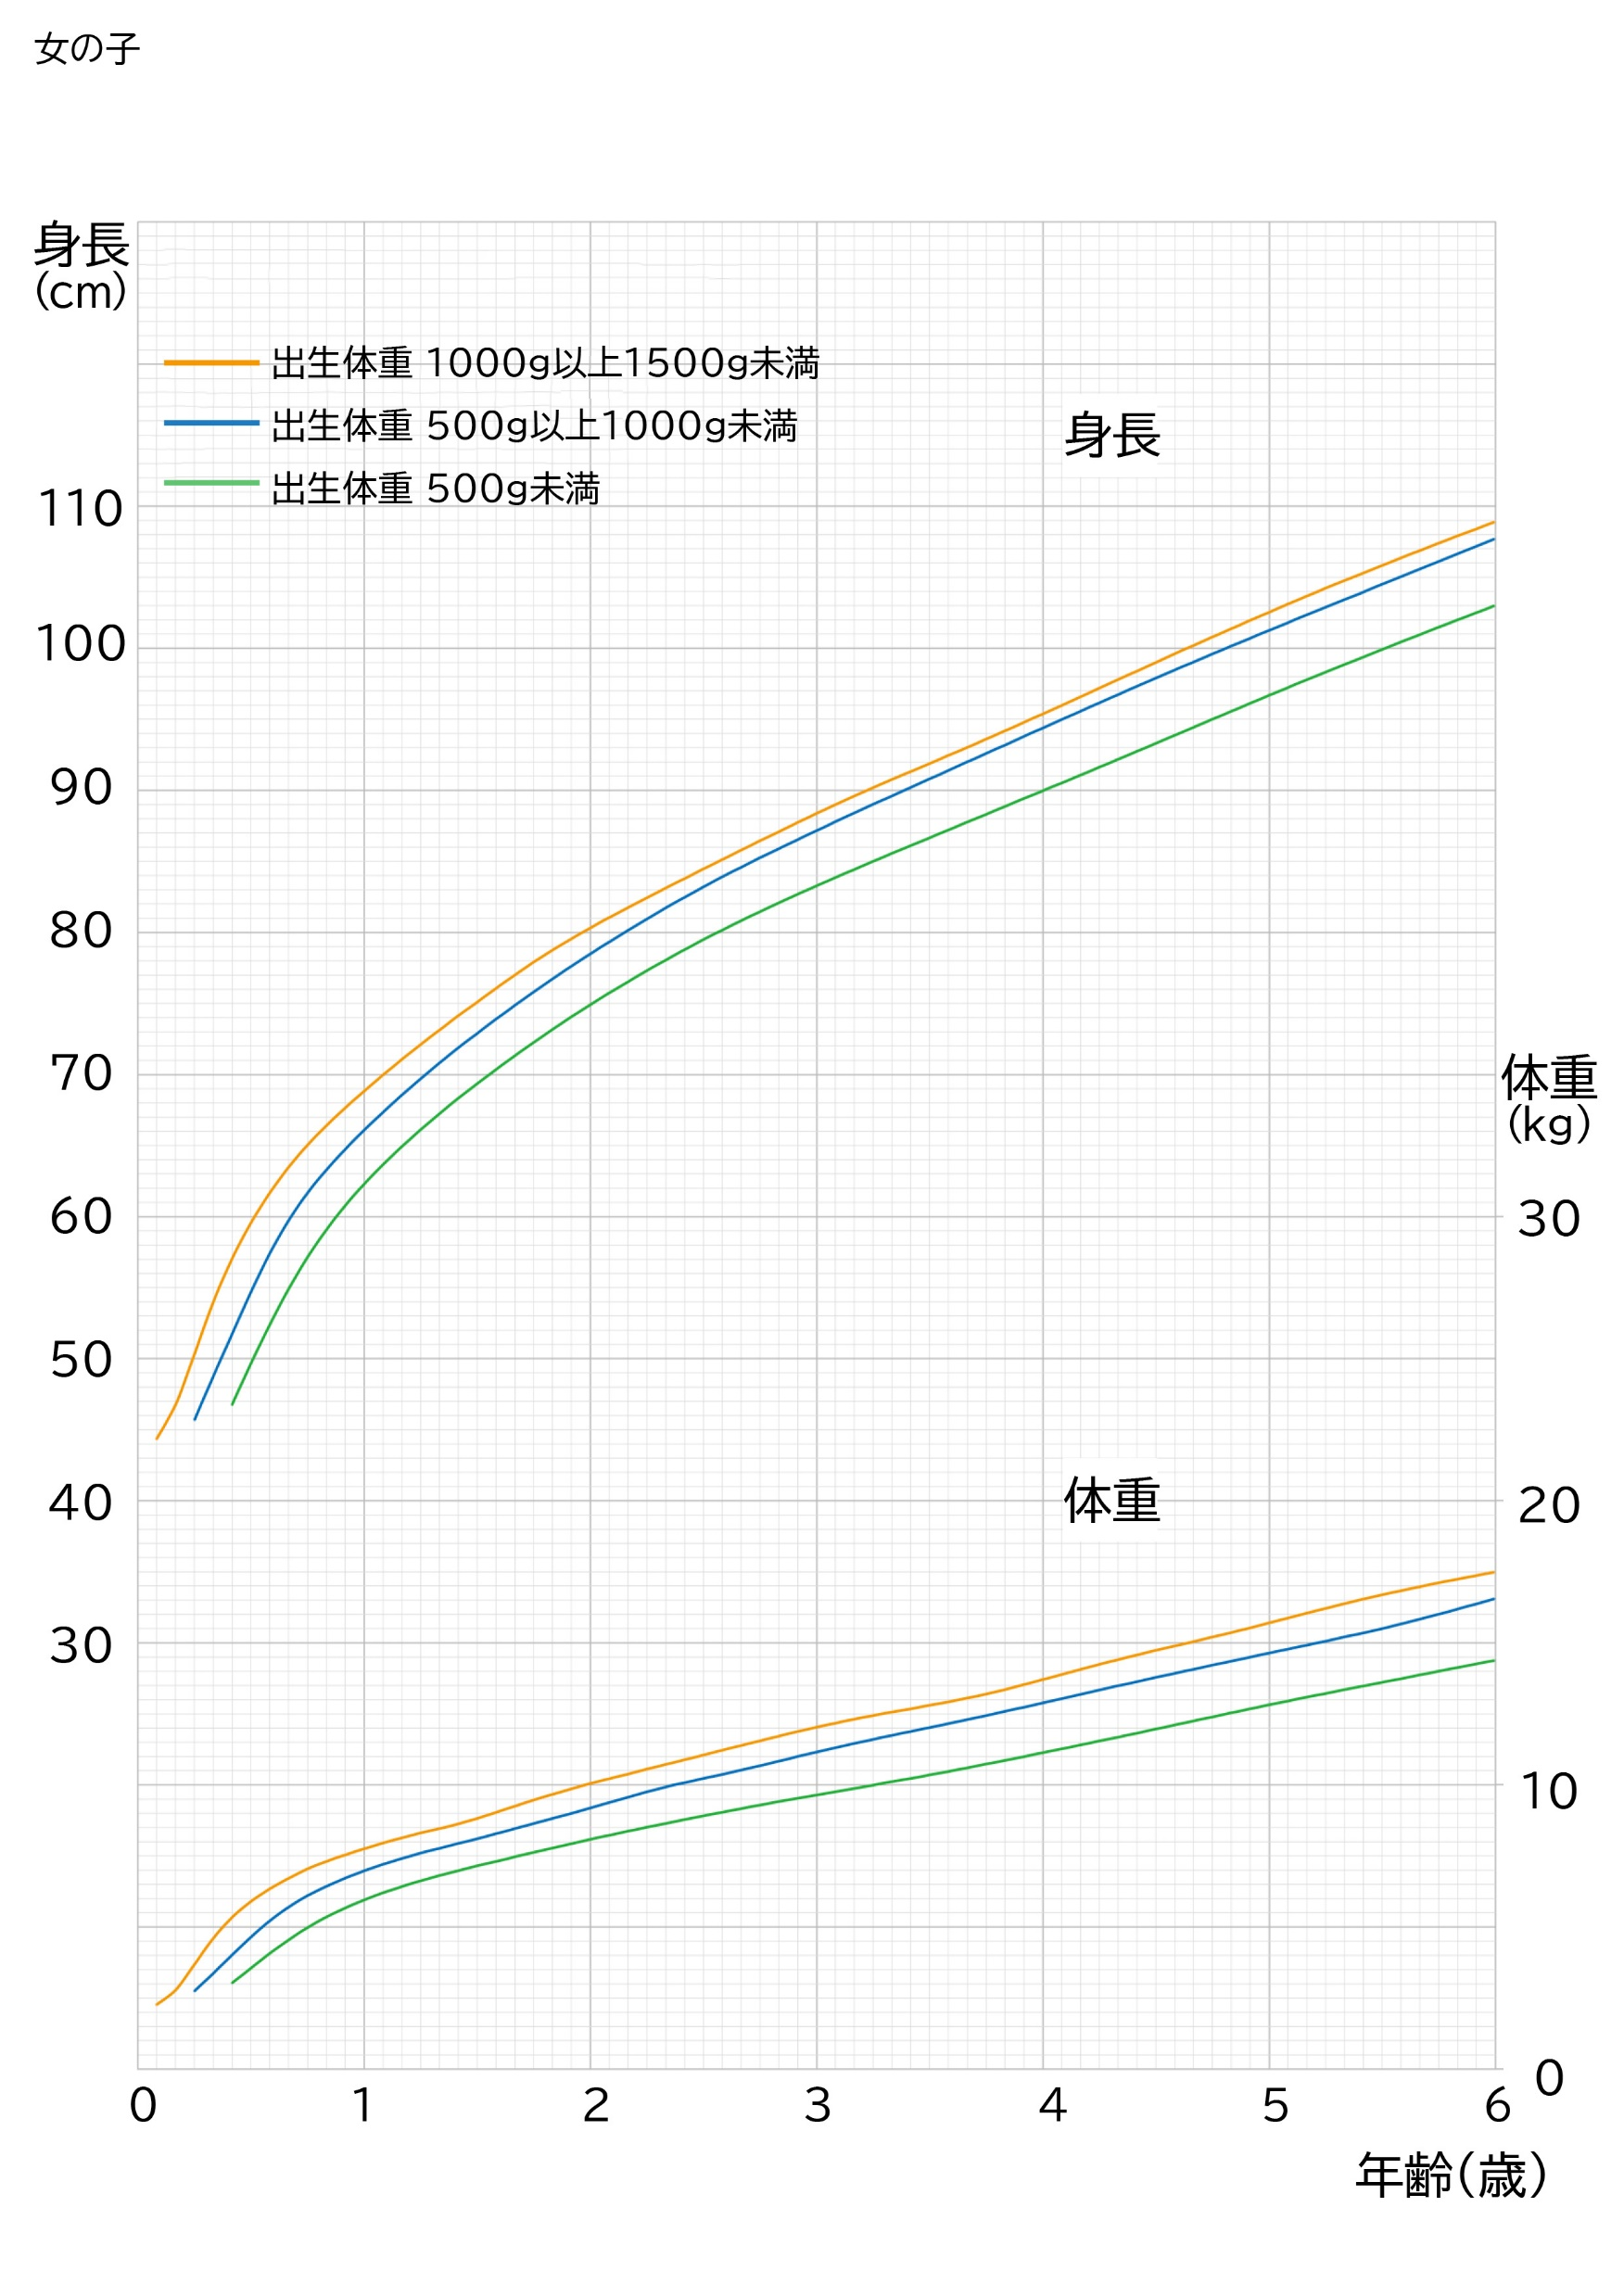 女の子
身長
(cm)
出生体重 1000g以上1500g未満
出生体重 500g以上1000g未満
出生体重 500g未満
身長
110
100
90
80
70
60
50
40
30
体重
(kg)
30
20
10
0
体重
0 1 2 3 4 5 6
年齢(歳)